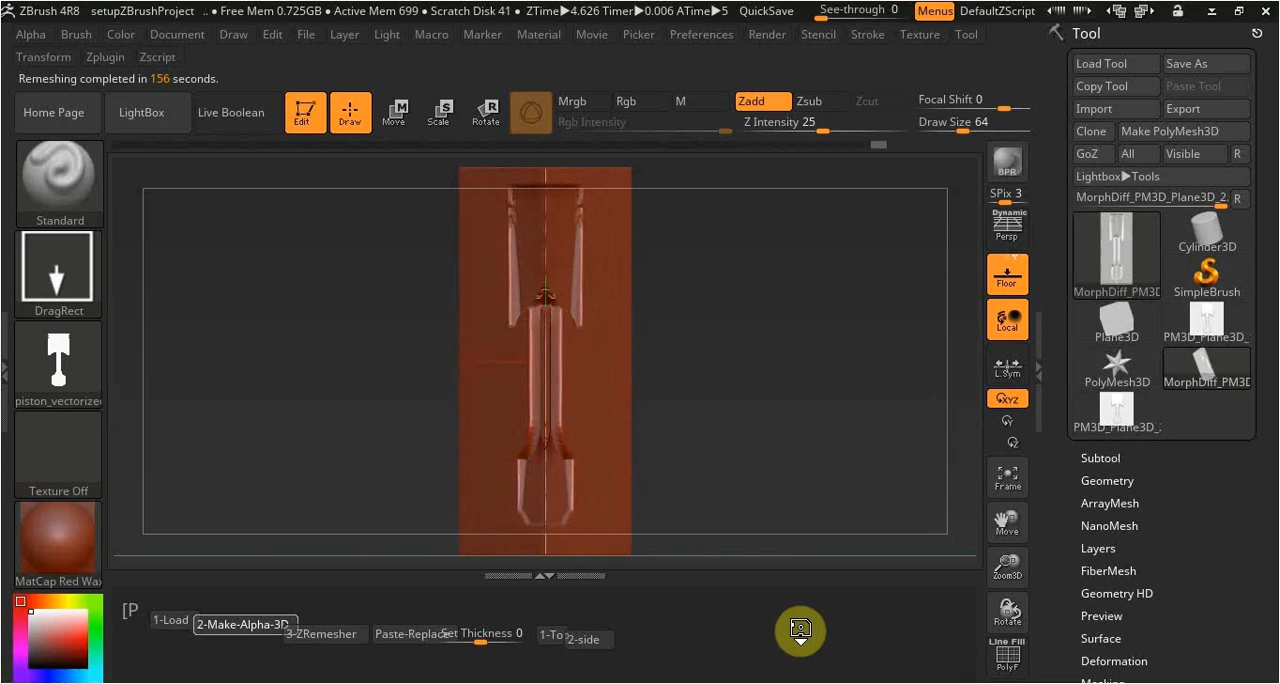 ZBrush 4R8 setupZBrushProject .. • Free Mem 0.725GB • Active Mem 699 • Scratch Disk 41 • ZTime▶4.626 Timer▶0.006 ATime▶5 QuickSave See-through 0 Menus DefaultZScript
Alpha Brush Color Document Draw Edit File Layer Light Macro Marker Material Movie Picker Preferences Render Stencil Stroke Texture Tool
Transform Zplugin Zscript
Remeshing completed in 156 seconds.
Home Page LightBox Live Boolean Edit Draw Move Scale Rotate
Mrgb Rgb M Zadd Zsub Zcut Focal Shift 0
Rgb Intensity Z Intensity 25 Draw Size 64
Standard
DragRect
piston_vectorize
Texture Off
MatCap Red Wax
BPR
SPix 3
Dynamic
Persp
Floor
Local
L.Sym
XYZ
Y
Z
Frame
Move
Zoom3D
Rotate
Line Fill
PolyF
Tool
Load Tool Save As
Copy Tool Paste Tool
Import Export
Clone Make PolyMesh3D
GoZ All Visible R
Lightbox▶Tools
MorphDiff_PM3D_Plane3D_2. R
MorphDiff_PM3D Cylinder3D
SimpleBrush
Plane3D PM3D_Plane3D_
PolyMesh3D MorphDiff_PM3D
PM3D_Plane3D_
Subtool
Geometry
ArrayMesh
NanoMesh
Layers
FiberMesh
Geometry HD
Preview
Surface
Deformation
Masking
[P 1-Load 2-Make-Alpha-3D 3-ZRemesher Paste-Replace Set Thickness 0 1-To 2-side